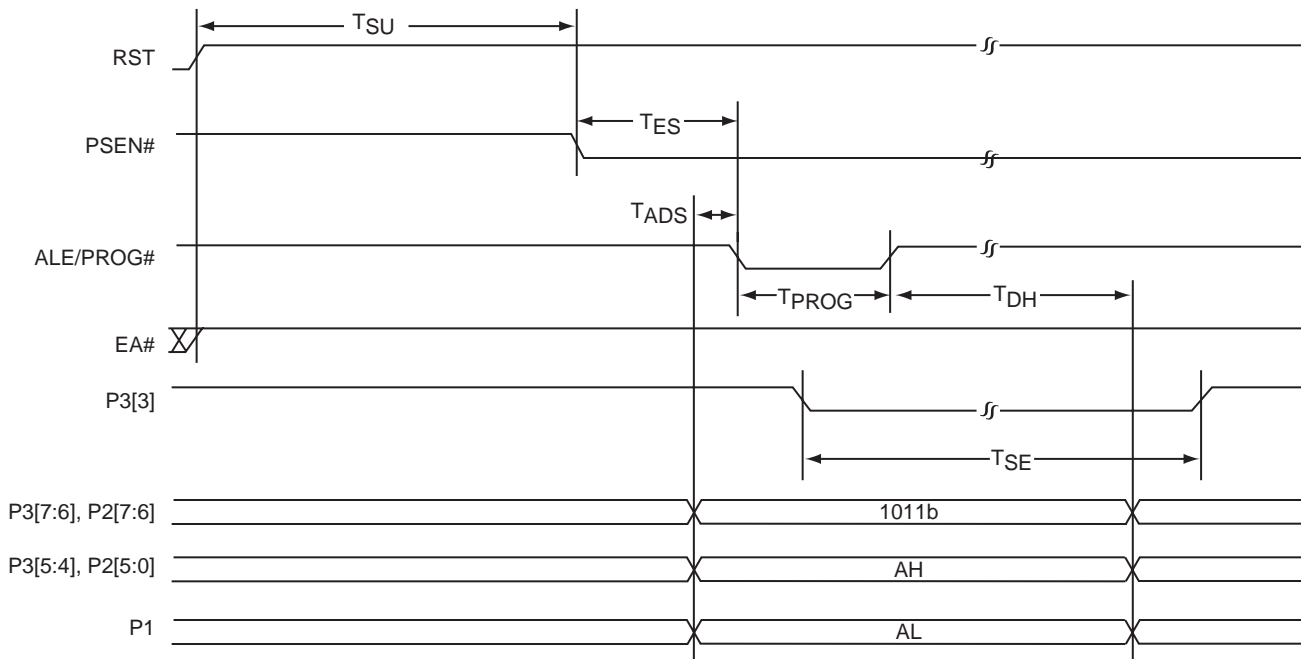 TSU
RST
TES
PSEN#
TADS
ALE/PROG#
TPROG
TDH
EA#
P3[3]
TSE
P3[7:6], P2[7:6]
1011b
P3[5:4], P2[5:0]
AH
P1
AL